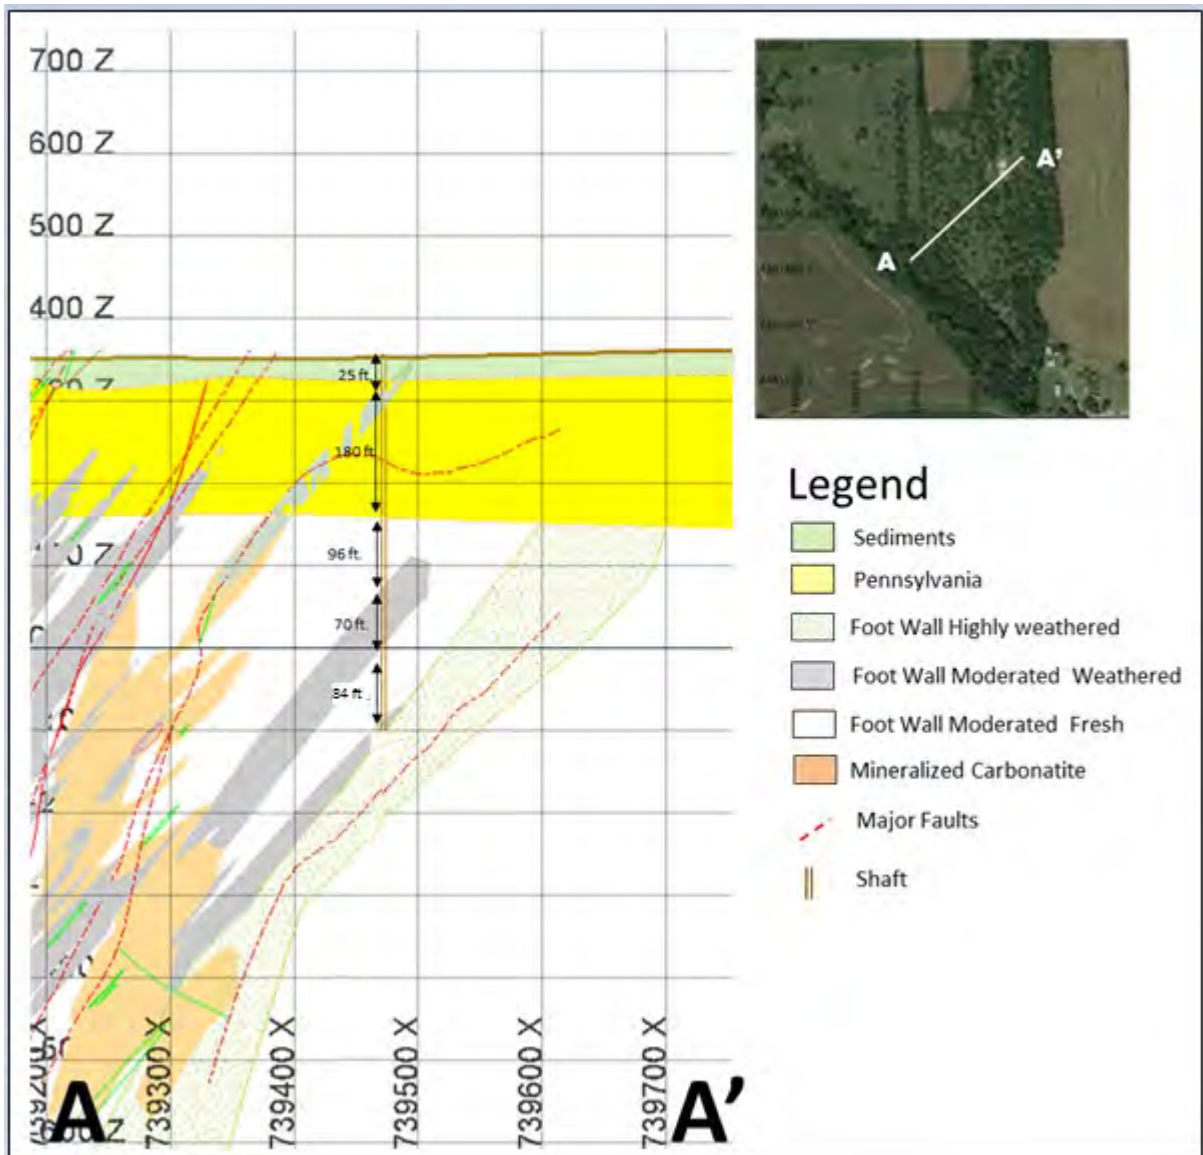 700 Z
600 Z
500 Z
400 Z
25 ft.
180 ft.
96 ft.
70 ft.
84 ft.
739300 X
739400 X
739500 X
739600 X
739700 X
A
A'
A
A'
Legend
Sediments
Pennsylvania
Foot Wall Highly weathered
Foot Wall Moderated Weathered
Foot Wall Moderated Fresh
Mineralized Carbonatite
Major Faults
Shaft